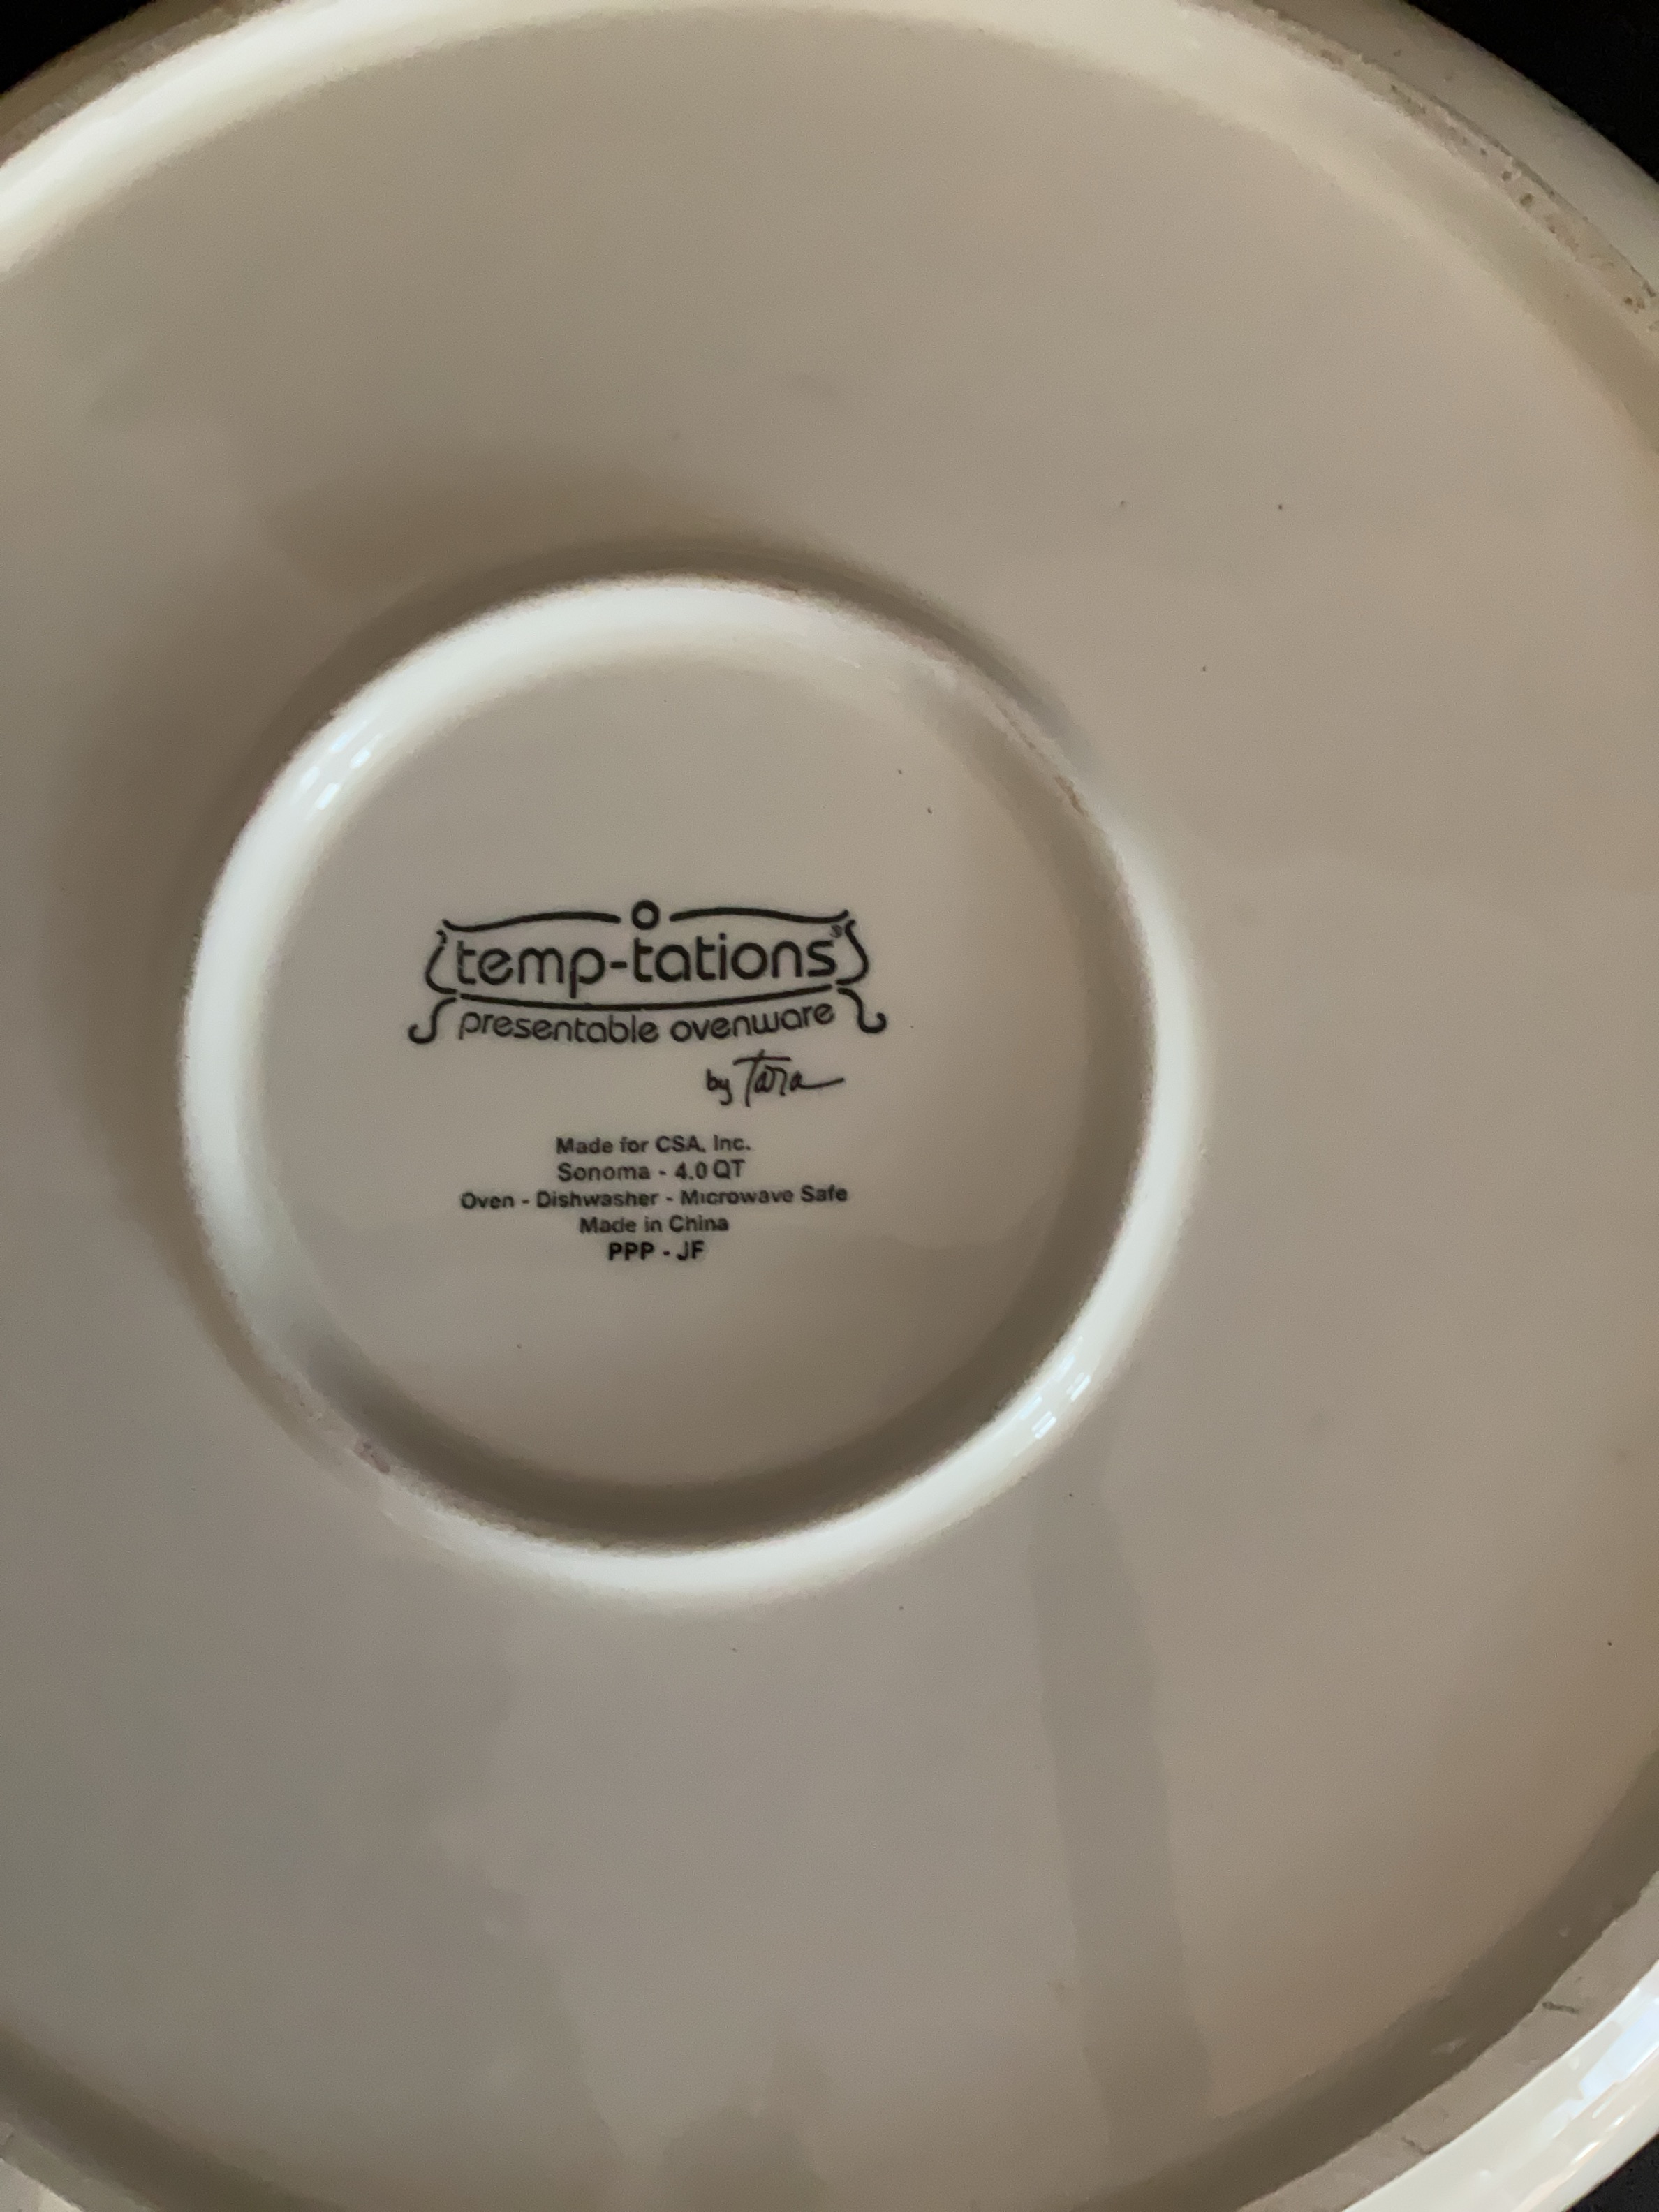 temp-tations®
presentable ovenware
by Tara
Made for CSA, Inc.
Sonoma - 4.0 QT
Oven - Dishwasher - Microwave Safe
Made in China
PPP - JF